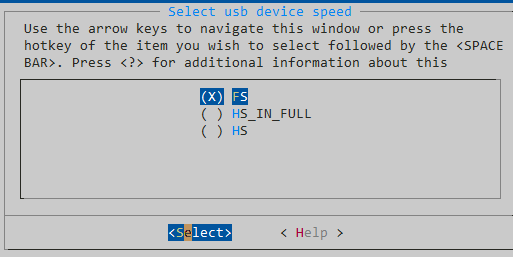 Select usb device speed
Use the arrow keys to navigate this window or press the
hotkey of the item you wish to select followed by the <SPACE
BAR>. Press <?> for additional information about this
(X) FS
( ) HS_IN_FULL
( ) HS
<Select> < Help >